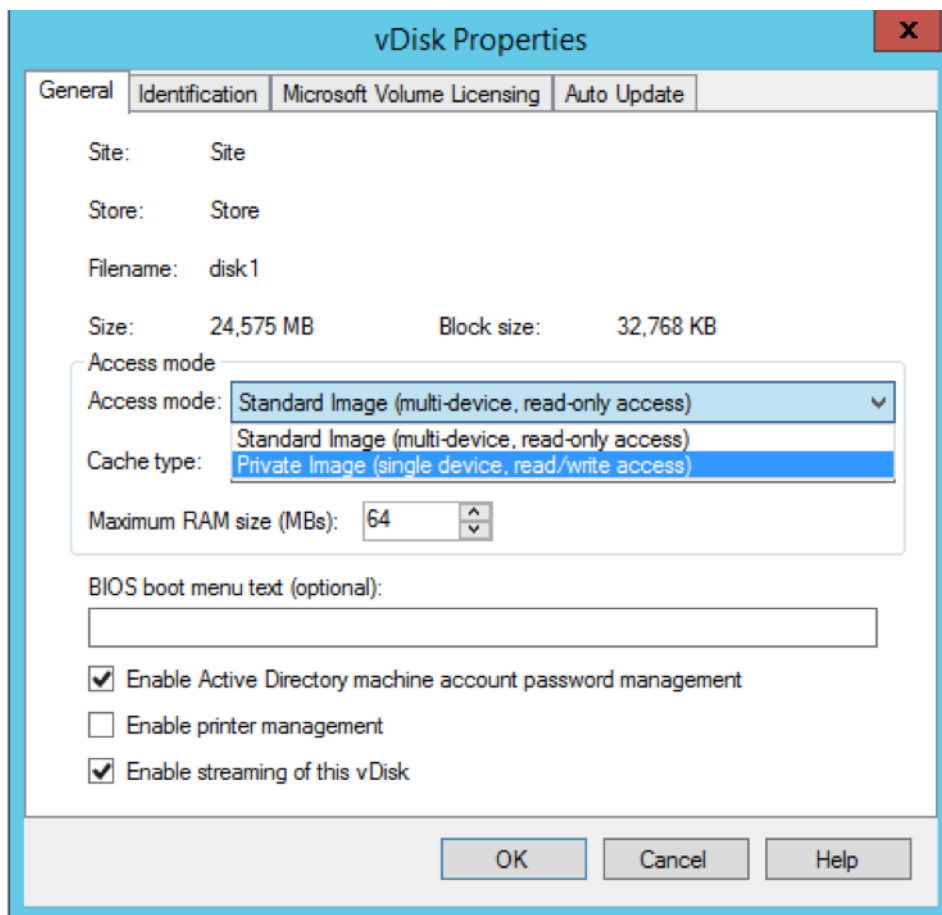 vDisk Properties
x
General Identification Microsoft Volume Licensing Auto Update
Site: Site
Store: Store
Filename: disk1
Size: 24,575 MB Block size: 32,768 KB
Access mode
Access mode: Standard Image (multi-device, read-only access)
Standard Image (multi-device, read-only access)
Cache type: Private Image (single device, read/write access)
Maximum RAM size (MBs): 64
BIOS boot menu text (optional):
Enable Active Directory machine account password management
Enable printer management
Enable streaming of this vDisk
OK Cancel Help